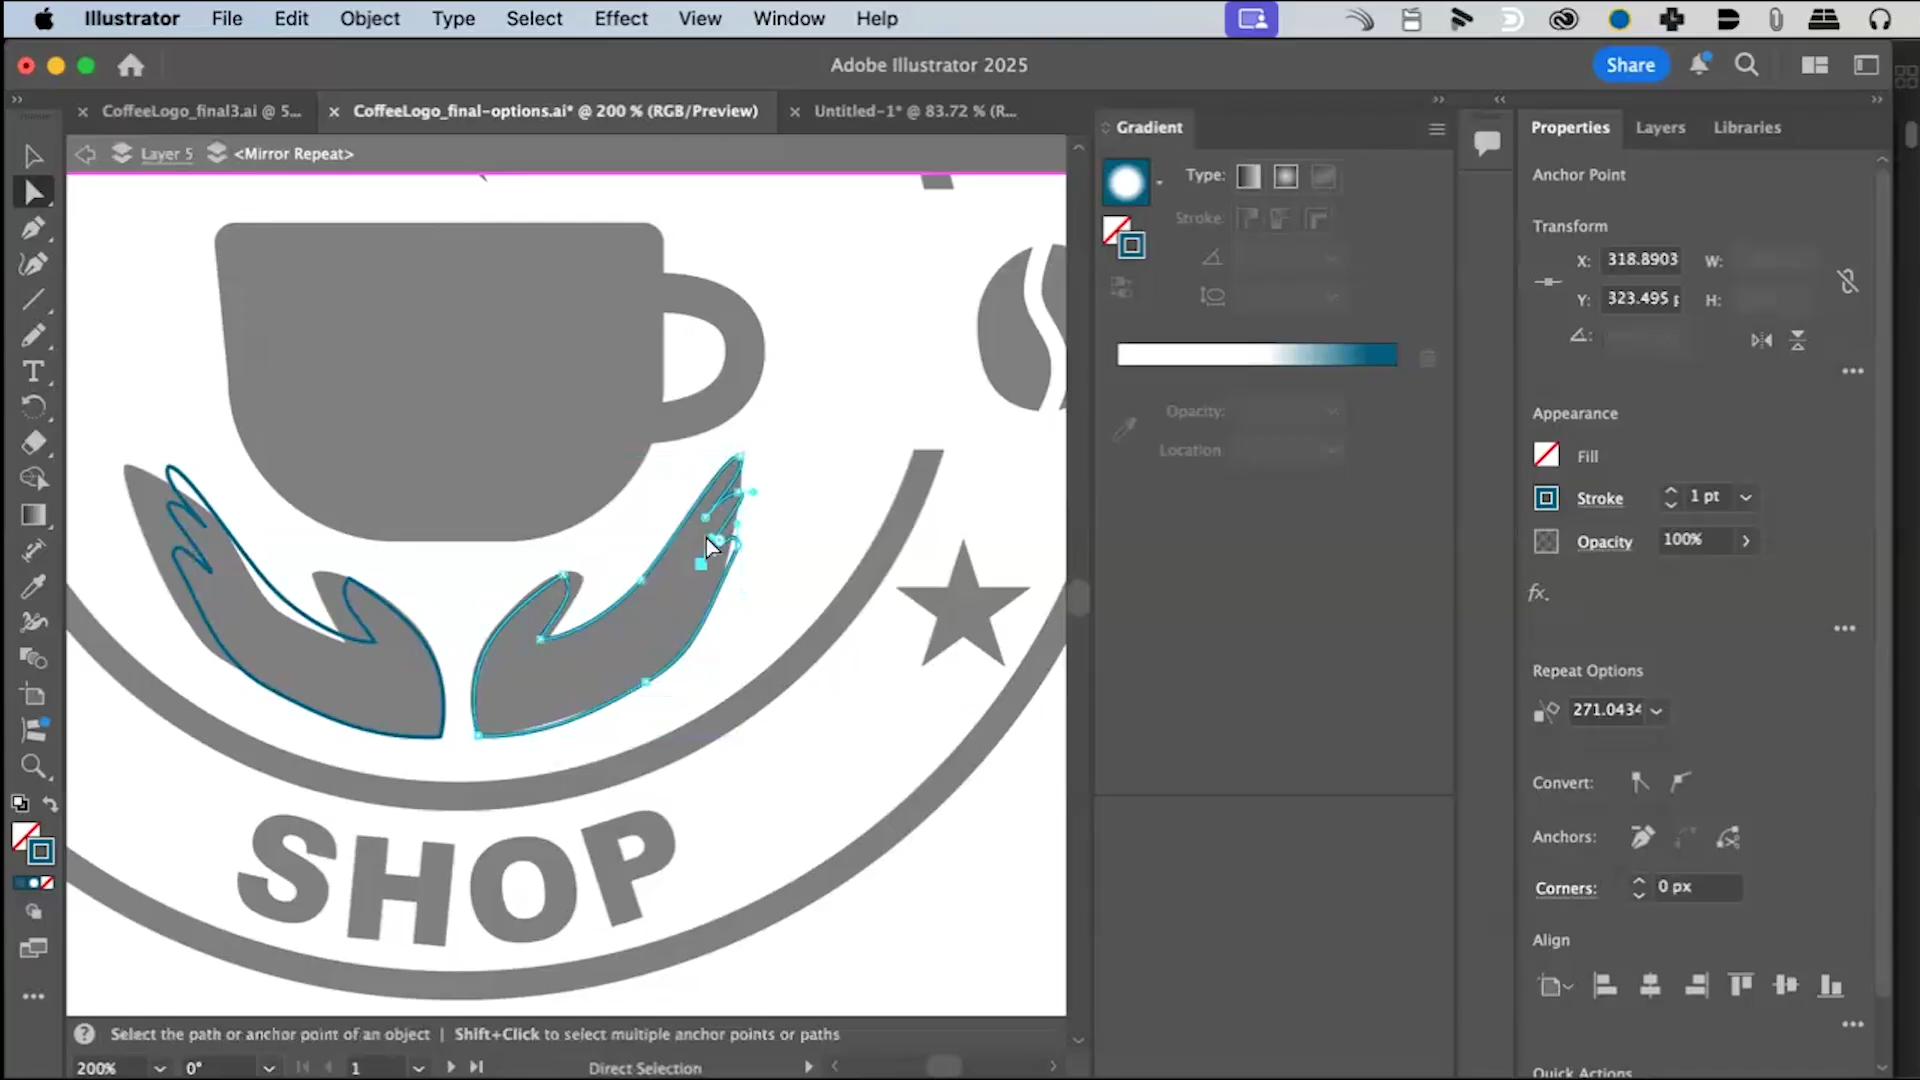 Illustrator File Edit Object Type Select Effect View Window Help
Adobe Illustrator 2025
Share
CoffeeLogo_final3.ai @ 5...
CoffeeLogo_final-options.ai* @ 200 % (RGB/Preview)
Untitled-1* @ 83.72 % (R...
Layer 5
<Mirror Repeat>
SHOP
Gradient
Type:
Stroke:
Opacity:
Location:
Properties Layers Libraries
Anchor Point
Transform
X: 318.8903 W:
Y: 323.495 p H:
Appearance
Fill
Stroke 1 pt
Opacity 100%
fx.
Repeat Options
271.0434
Convert:
Anchors:
Corners: 0 px
Align
Quick Actions
Select the path or anchor point of an object | Shift+Click to select multiple anchor points or paths
200% 0° 1 Direct Selection